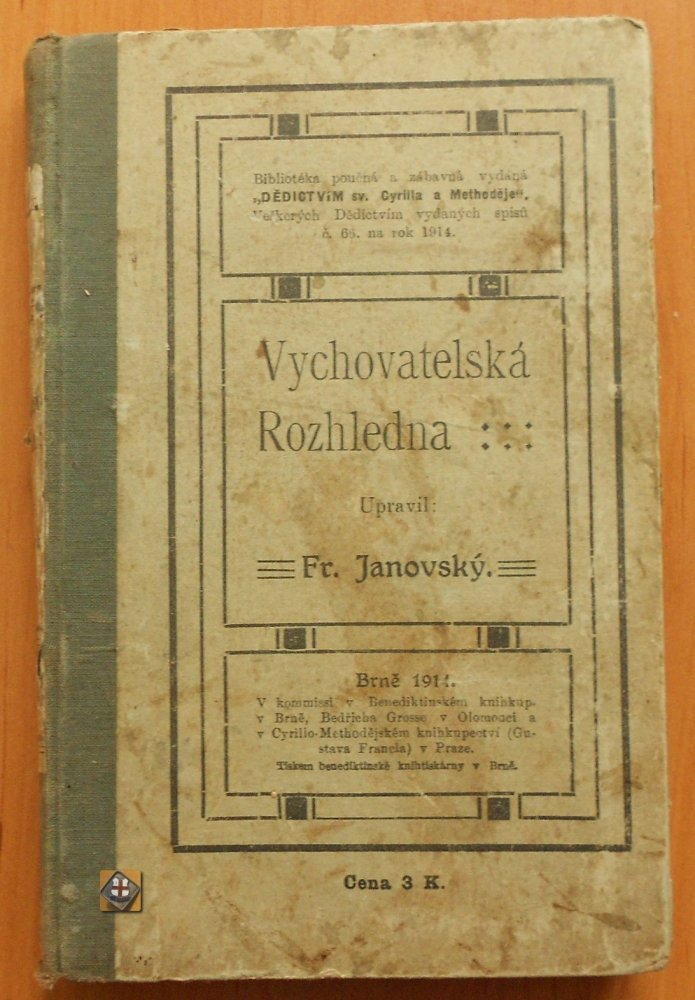 Bibliotéka poučná a zábavná vydaná
„DĚDICTVÍM sv. Cyrilla a Methoděje“.
Veškerých Dědictvím vydaných spisů
č. 66. na rok 1914.
Vychovatelská
Rozhledna
Upravil:
Fr. Janovský.
Brně 1914.
V kommissi v Benediktinském knihkup.
v Brně, Bedřicha Grosse v Olomouci a
v Cyrillo-Methodějském knihkupectví (Gu-
stava Francla) v Praze.
Tiskem benediktinské knihtiskárny v Brně.
Cena 3 K.